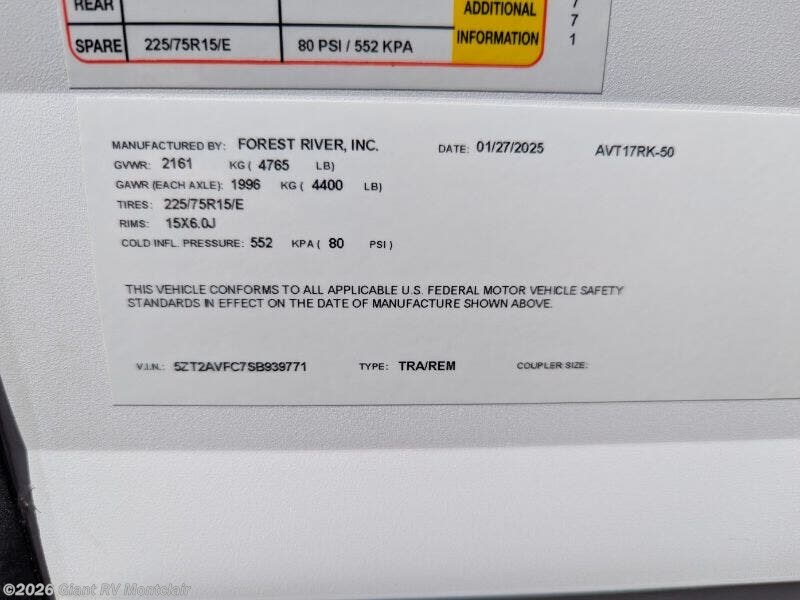 REAR
ADDITIONAL
7
SPARE 225/75R15/E 80 PSI / 552 KPA INFORMATION
7
1
MANUFACTURED BY: FOREST RIVER, INC. DATE: 01/27/2025 AVT17RK-50
GVWR: 2161 KG ( 4765 LB)
GAWR (EACH AXLE): 1996 KG ( 4400 LB)
TIRES: 225/75R15/E
RIMS: 15X6.0J
COLD INFL. PRESSURE: 552 KPA ( 80 PSI )
THIS VEHICLE CONFORMS TO ALL APPLICABLE U.S. FEDERAL MOTOR VEHICLE SAFETY
STANDARDS IN EFFECT ON THE DATE OF MANUFACTURE SHOWN ABOVE.
V.I.N.: 5ZT2AVFC7SB939771 TYPE: TRA/REM COUPLER SIZE:
©2026 Giant RV Montclair